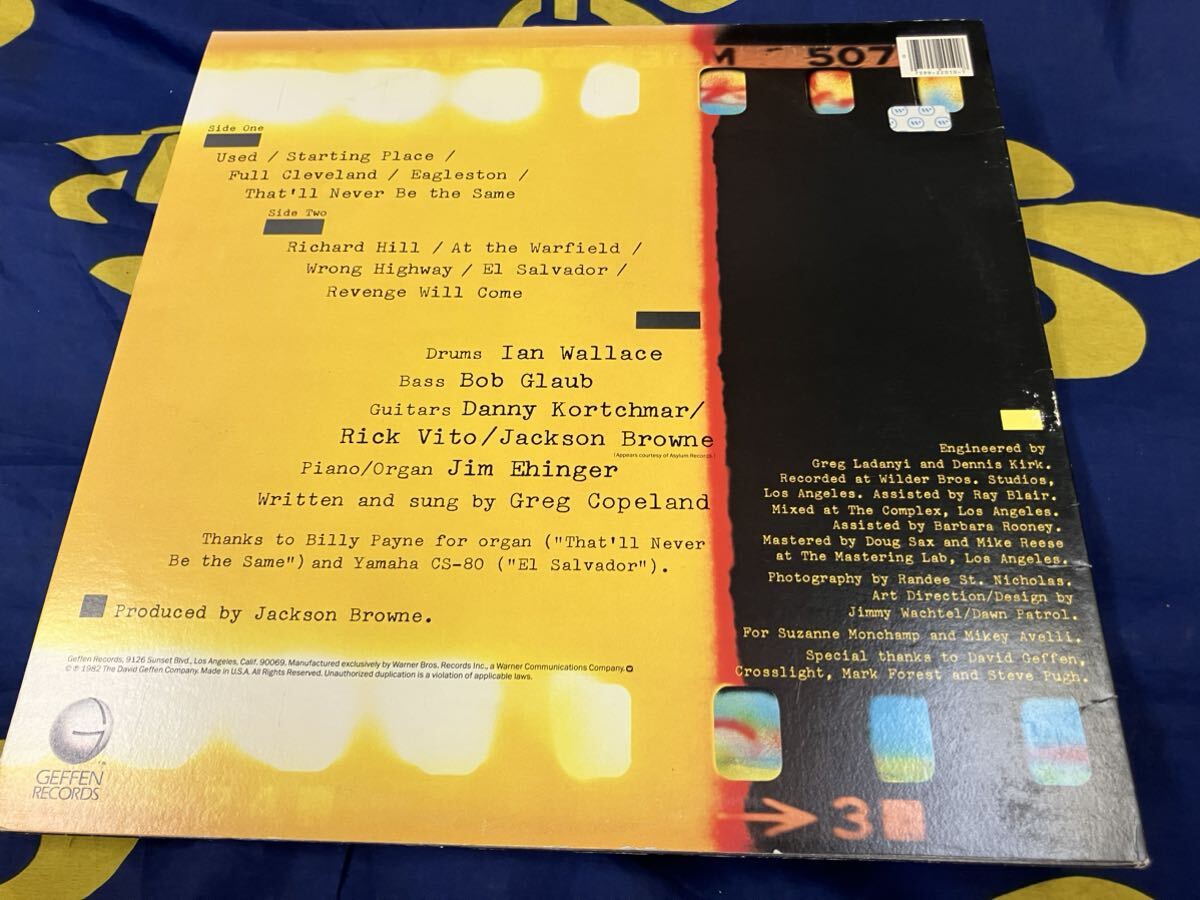 M 507
Side One
Used / Starting Place /
Full Cleveland / Eagleston /
That'll Never Be the Same
Side Two
Richard Hill / At the Warfield /
Wrong Highway / El Salvador /
Revenge Will Come
Drums Ian Wallace
Bass Bob Glaub
Guitars Danny Kortchmar/
Rick Vito/Jackson Browne
(Appears courtesy of Asylum Records)
Piano/Organ Jim Ehinger
Written and sung by Greg Copeland
Thanks to Billy Payne for organ ("That'll Never
Be the Same") and Yamaha CS-80 ("El Salvador").
Produced by Jackson Browne.
Geffen Records, 9126 Sunset Blvd., Los Angeles, Calif. 90069. Manufactured exclusively by Warner Bros. Records Inc., a Warner Communications Company.
© ℗ 1982 The David Geffen Company. Made in U.S.A. All Rights Reserved. Unauthorized duplication is a violation of applicable laws.
GEFFEN
RECORDS
Engineered by
Greg Ladanyi and Dennis Kirk.
Recorded at Wilder Bros. Studios,
Los Angeles. Assisted by Ray Blair.
Mixed at The Complex, Los Angeles.
Assisted by Barbara Rooney.
Mastered by Doug Sax and Mike Reese
at The Mastering Lab, Los Angeles.
Photography by Randee St. Nicholas.
Art Direction/Design by
Jimmy Wachtel/Dawn Patrol.
For Suzanne Monchamp and Mikey Avelli.
Special thanks to David Geffen,
Crosslight, Mark Forest and Steve Pugh.
→ 3